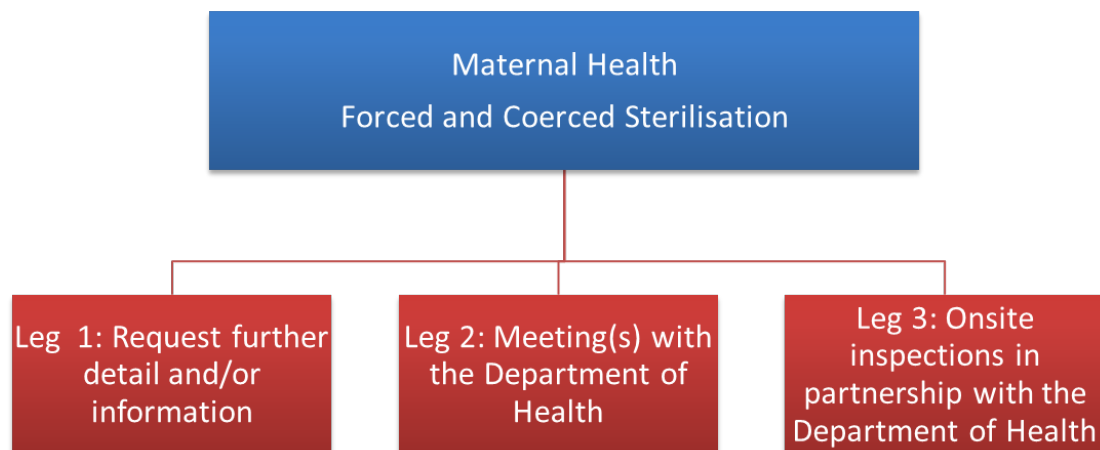 Maternal Health
Forced and Coerced Sterilisation
Leg 1: Request further
detail and/or
information
Leg 2: Meeting(s) with
the Department of
Health
Leg 3: Onsite
inspections in
partnership with the
Department of Health